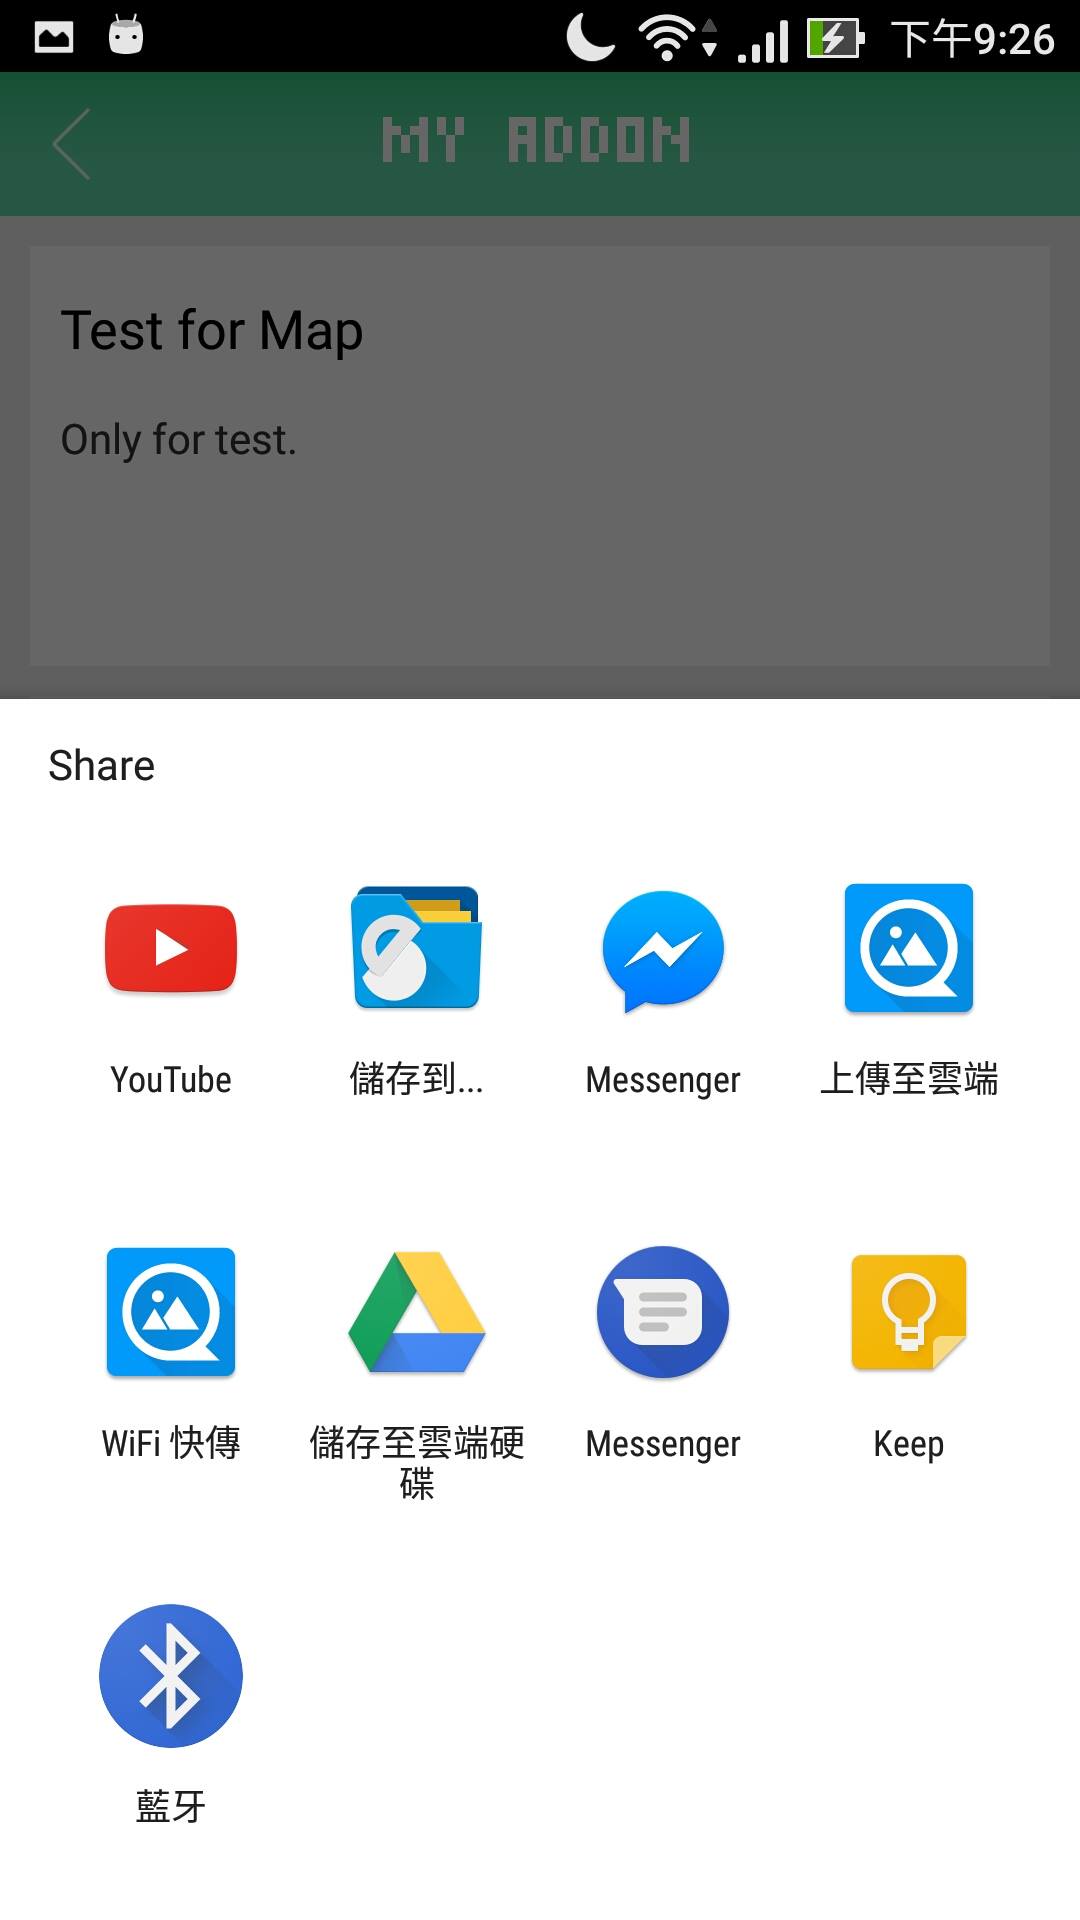 下午9:26
MY ADDON
Test for Map
Only for test.
Share
YouTube
儲存到...
Messenger
上傳至雲端
WiFi 快傳
儲存至雲端硬
碟
Messenger
Keep
藍牙